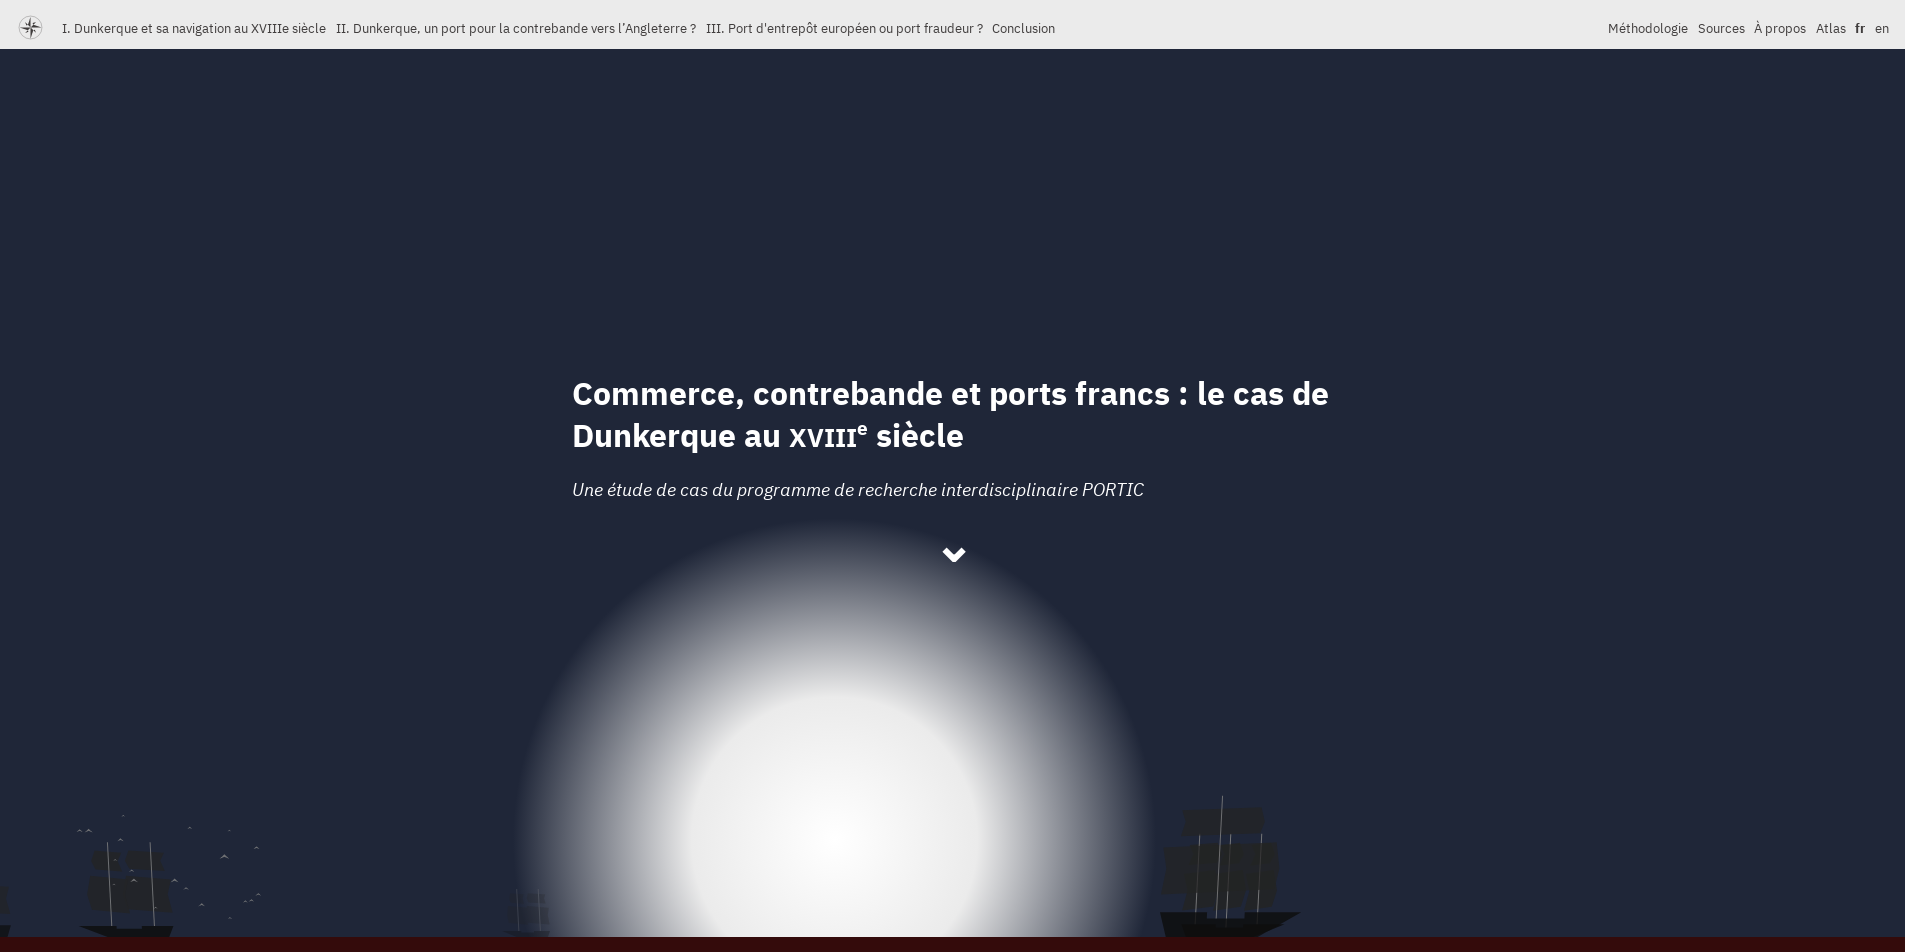 I. Dunkerque et sa navigation au XVIIIe siècle II. Dunkerque, un port pour la contrebande vers l’Angleterre ? III. Port d'entrepôt européen ou port fraudeur ? Conclusion Méthodologie Sources À propos Atlas fr en
Commerce, contrebande et ports francs : le cas de
Dunkerque au XVIIIe siècle
Une étude de cas du programme de recherche interdisciplinaire PORTIC